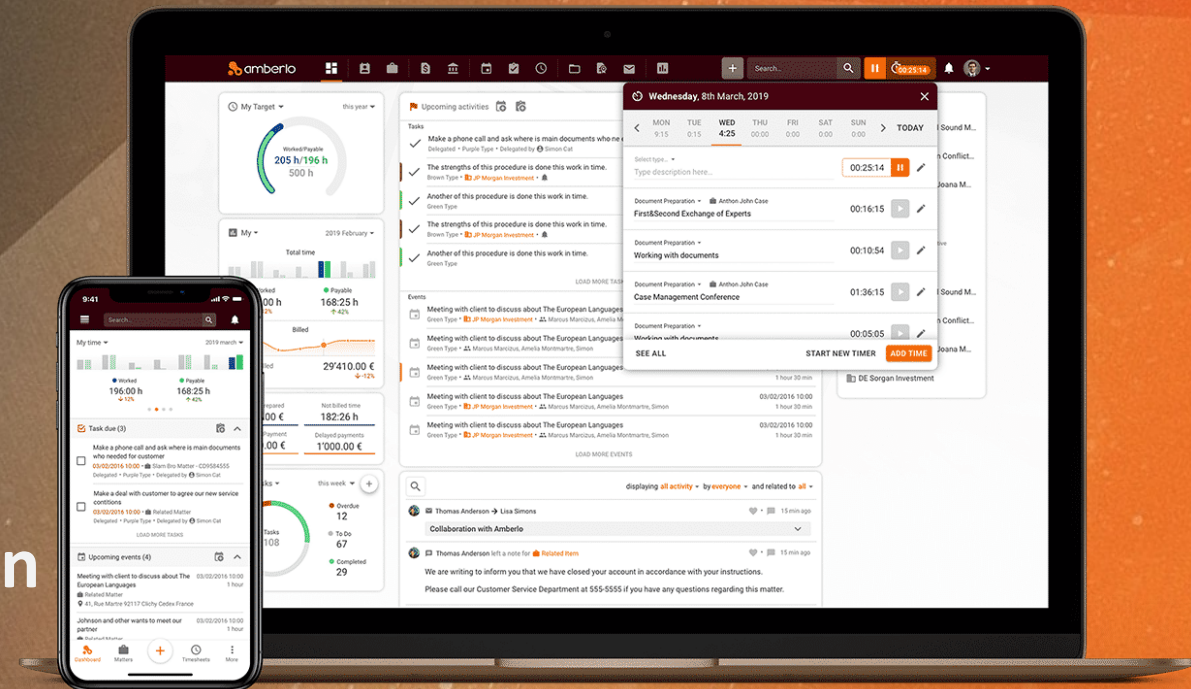 amberlo
Search...
00:25:14
My Target
this year
Worked/Payable
205 h/196 h
500 h
My
2019 February
Total time
Payable
168:25 h
42%
Billed
29'410.00 €
-12%
Not billed time
182:26 h
Delayed payments
1'000.00 €
this week
Overdue
12
To Do
67
Completed
29
108
Upcoming activities
Tasks
Make a phone call and ask where is main documents who
Delegated • Purple Type • Delegated by Simon Cat
The strengths of this procedure is done this work in time.
Brown Type • JP Morgan Investment •
Another of this procedure is done this work in time.
Green Type
The strengths of this procedure is done this work in time.
Brown Type • JP Morgan Investment •
Another of this procedure is done this work in time.
Green Type
LOAD MORE
Events
Meeting with client to discuss about The European Languages
Green Type • JP Morgan Investment • Marcus Marcizus, Amelia
Meeting with client to discuss about The European Languages
Green Type • Marcus Marcizus, Amelia Montmartre, Simon
Meeting with client to discuss about The European Languages
Green Type • Marcus Marcizus, Amelia Montmartre, Simon
1 hour 30 min
Meeting with client to discuss about The European Languages
03/02/2016 10:00
Green Type • JP Morgan Investment • Marcus Marcizus, Amelia Montmartre, Simon
1 hour 30 min
Meeting with client to discuss about The European Languages
03/02/2016 10:00
Green Type • JP Morgan Investment • Marcus Marcizus, Amelia Montmartre, Simon
1 hour 30 min
LOAD MORE EVENTS
displaying all activity by everyone and related to all
Thomas Anderson → Lisa Simons
15 min ago
Collaboration with Amberlo
Thomas Anderson left a note for Related Item
15 min ago
We are writing to inform you that we have closed your account in accordance with your instructions.
Please call our Customer Service Department at 555-5555 if you have any questions regarding this matter.
Wednesday, 8th March, 2019
MON TUE WED THU FRI SAT SUN TODAY
9:15 0:15 4:25 00:00 0:00 0:00 0:00
Select type...
Type description here...
00:25:14
Document Preparation Anthon John Case
First&Second Exchange of Experts
00:16:15
Document Preparation
Working with documents
00:10:54
Document Preparation Anthon John Case
Case Management Conference
01:36:15
Document Preparation
Working with documents
00:05:05
SEE ALL START NEW TIMER ADD TIME
Sound M...
Conflict...
Joana M...
Sound M...
Conflict...
Joana M...
DE Sorgan Investment
9:41
Search...
My time
2019 march
Worked
196:00 h
12%
Payable
168:25 h
42%
Task due (3)
Make a phone call and ask where is main documents
who needed for customer
03/02/2016 10:00 • Slam Bro Matter - CD9584555
Delegated • Purple Type • Delegated by Simon Cat
Make a deal with customer to agree our new service
contitions
03/02/2016 10:00 • Related Matter
Delegated • Purple Type • Delegated by Simon Cat
LOAD MORE TASKS
Upcoming events (4)
Meeting with client to discuss about The
European Languages
03/02/2016 10:00
1 hour
Related Matter
41, Rue Martre 92117 Clichy Cedex France
Johnson and other wants to meet our
partner
03/02/2016 10:00
1 hour
Related Matter
Dashboard Matters Timesheets More
n